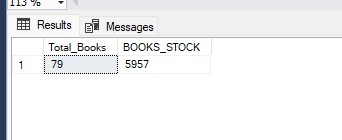 113 %
Results Messages
Total_Books BOOKS_STOCK
1 79 5957